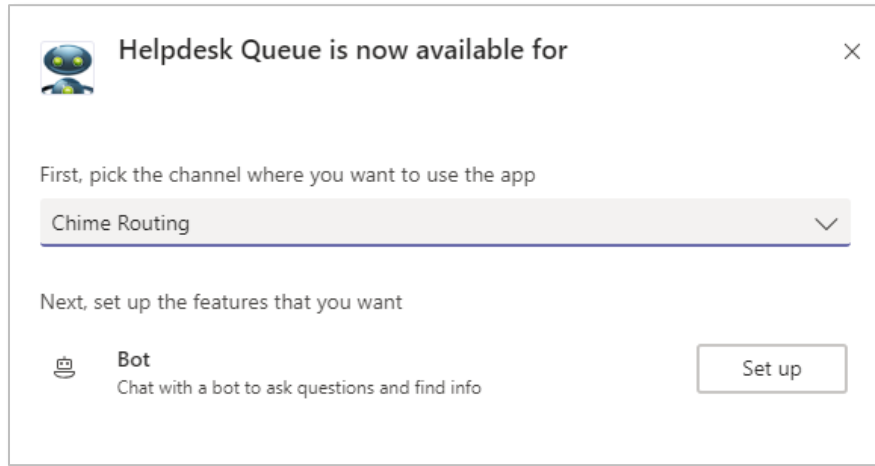 Helpdesk Queue is now available for
First, pick the channel where you want to use the app
Chime Routing
Next, set up the features that you want
Bot
Chat with a bot to ask questions and find info
Set up